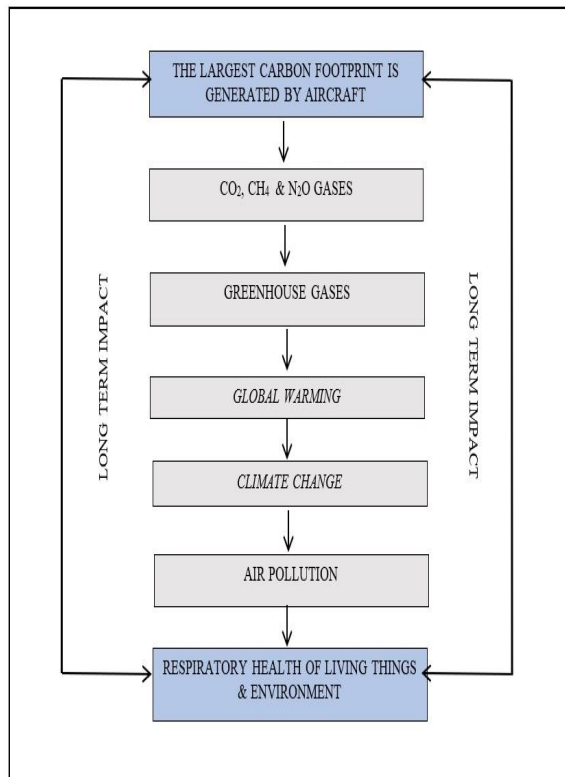 THE LARGEST CARBON FOOTPRINT IS
GENERATED BY AIRCRAFT
CO₂, CH₄ & N₂O GASES
GREENHOUSE GASES
LONG TERM IMPACT
LONG TERM IMPACT
GLOBAL WARMING
CLIMATE CHANGE
AIR POLLUTION
RESPIRATORY HEALTH OF LIVING THINGS
& ENVIRONMENT